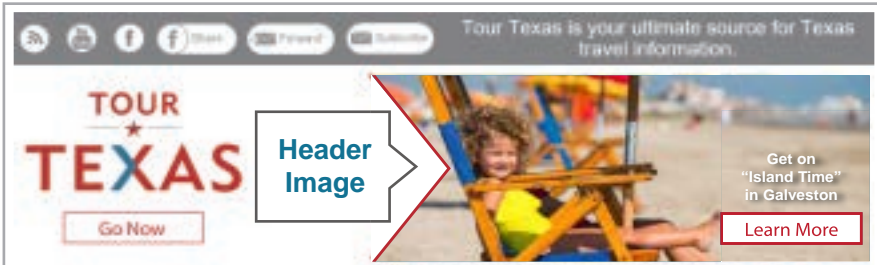 Share
Forward
Subscribe
Tour Texas is your ultimate source for Texas
travel information.
TOUR
TEXAS
Go Now
Header
Image
Get on
“Island Time”
in Galveston
Learn More